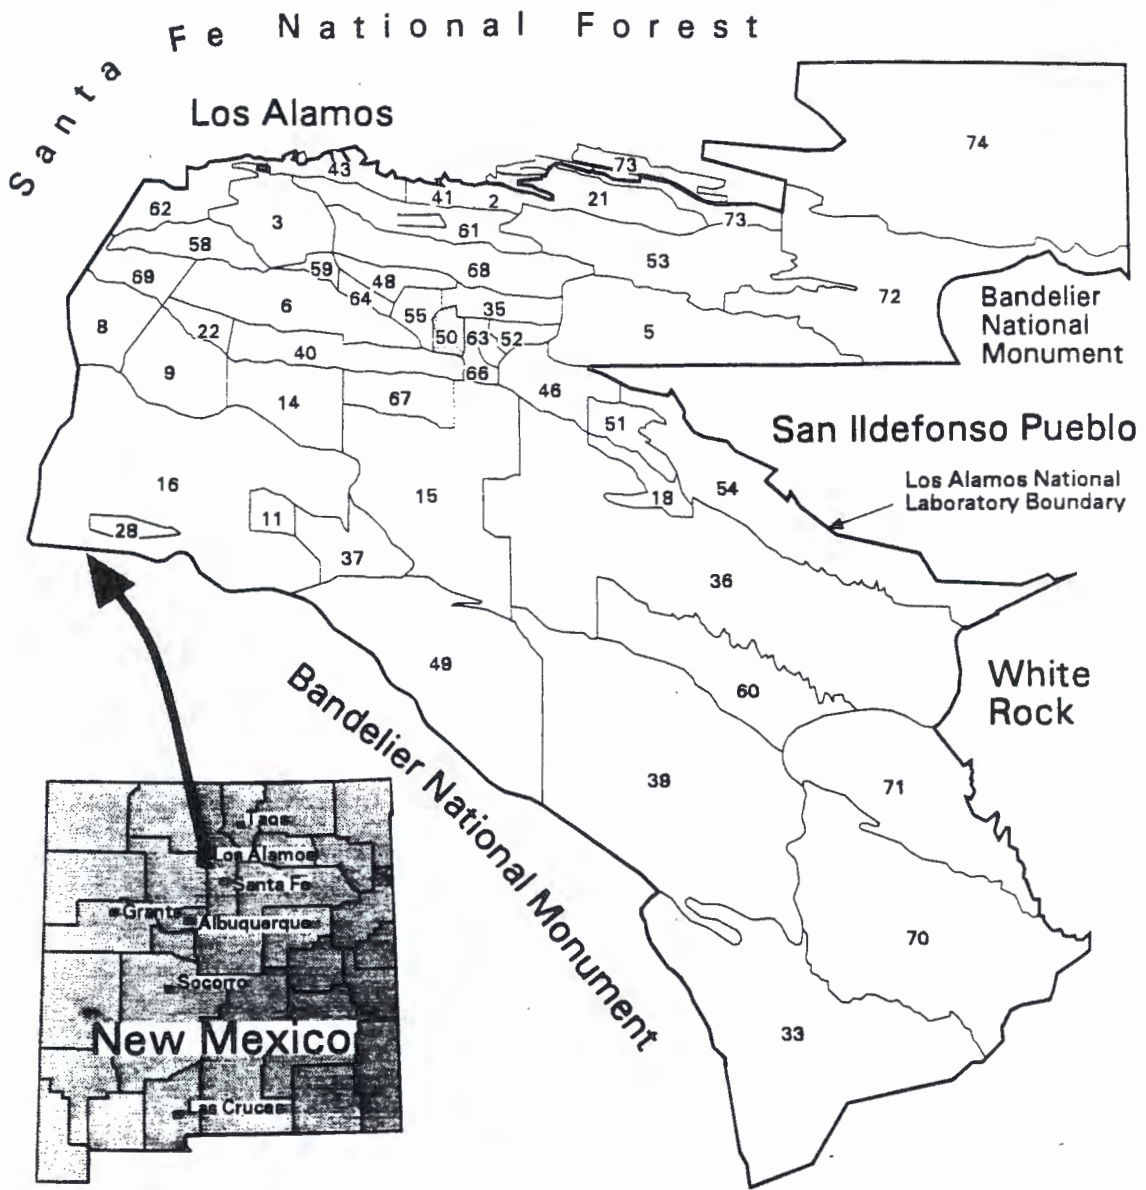 Santa Fe National Forest
Los Alamos
74
73
43
41
2
21
62
3
73
61
58
53
59
68
69
48
64
6
72
35
55
8
22
50
63
52
5
40
66
9
46
67
14
51
Bandelier
National
Monument
San Ildefonso Pueblo
Los Alamos National
Laboratory Boundary
16
15
18
54
11
28
37
36
49
60
White
Rock
Bandelier National Monument
39
71
70
33
Taos
Los Alamos
Santa Fe
Grants
Albuquerque
Socorro
New Mexico
Las Cruces